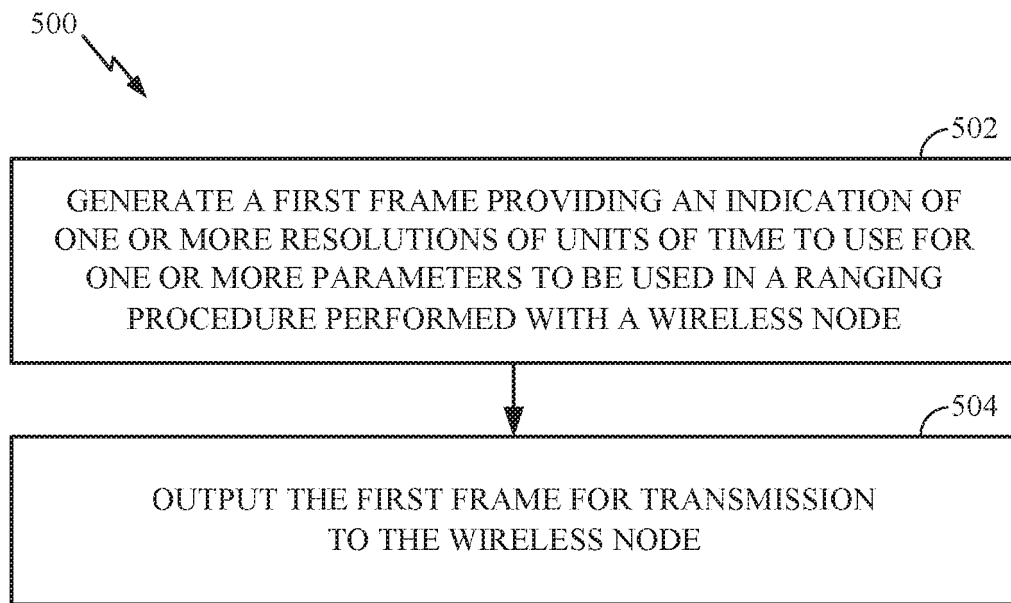 500
502
GENERATE A FIRST FRAME PROVIDING AN INDICATION OF
ONE OR MORE RESOLUTIONS OF UNITS OF TIME TO USE FOR
ONE OR MORE PARAMETERS TO BE USED IN A RANGING
PROCEDURE PERFORMED WITH A WIRELESS NODE
504
OUTPUT THE FIRST FRAME FOR TRANSMISSION
TO THE WIRELESS NODE